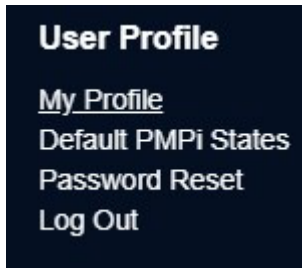 User Profile
My Profile
Default PMPi States
Password Reset
Log Out